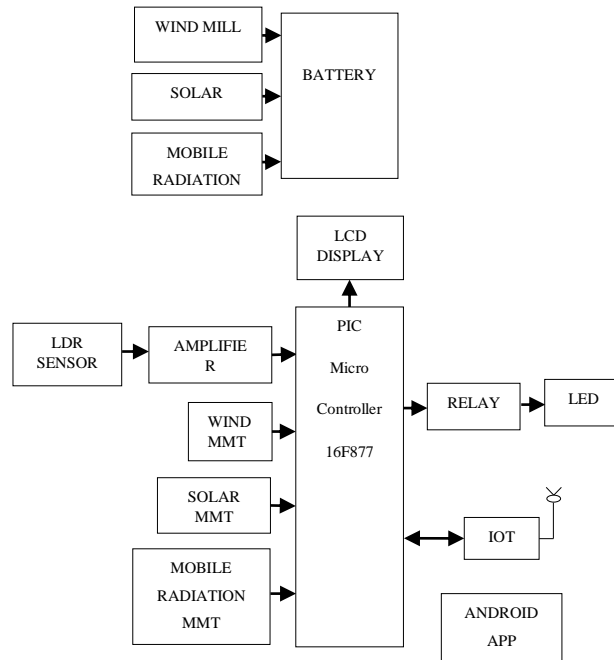 WIND MILL
BATTERY
SOLAR
MOBILE
RADIATION
LCD
DISPLAY
LDR
SENSOR
AMPLIFIE
R
WIND
MMT
SOLAR
MMT
MOBILE
RADIATION
MMT
PIC
Micro
Controller
16F877
RELAY
LED
IOT
ANDROID
APP